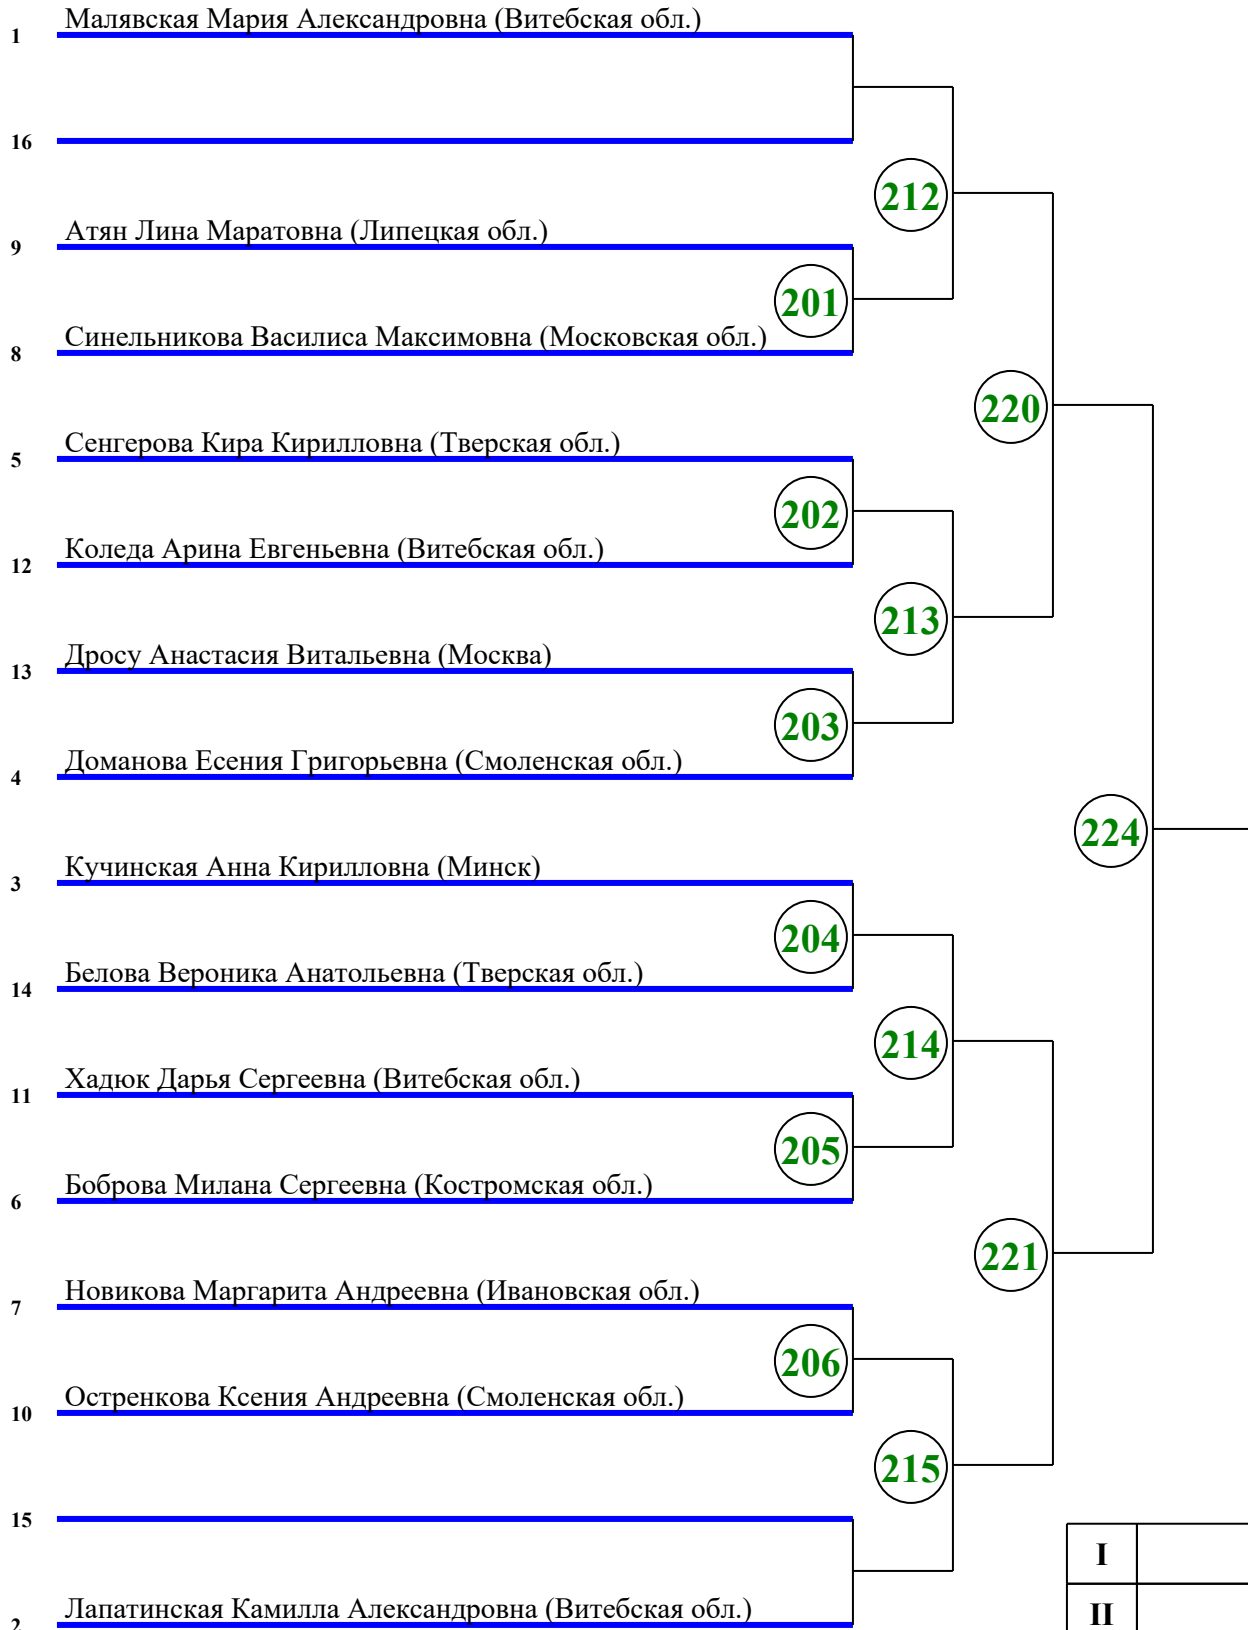 Малявская Мария Александровна (Витебская обл.)
1
16
212
Атян Лина Маратовна (Липецкая обл.)
9
201
Синельникова Василиса Максимовна (Московская обл.)
8
220
Сенгерова Кира Кирилловна (Тверская обл.)
5
202
Коледа Арина Евгеньевна (Витебская обл.)
12
213
Дросу Анастасия Витальевна (Москва)
13
203
Доманова Есения Григорьевна (Смоленская обл.)
4
224
Кучинская Анна Кирилловна (Минск)
3
204
Белова Вероника Анатольевна (Тверская обл.)
14
214
Хадюк Дарья Сергеевна (Витебская обл.)
11
205
Боброва Милана Сергеевна (Костромская обл.)
6
221
Новикова Маргарита Андреевна (Ивановская обл.)
7
206
Остренкова Ксения Андреевна (Смоленская обл.)
10
215
15
I
Лапатинская Камилла Александровна (Витебская обл.)
2
II